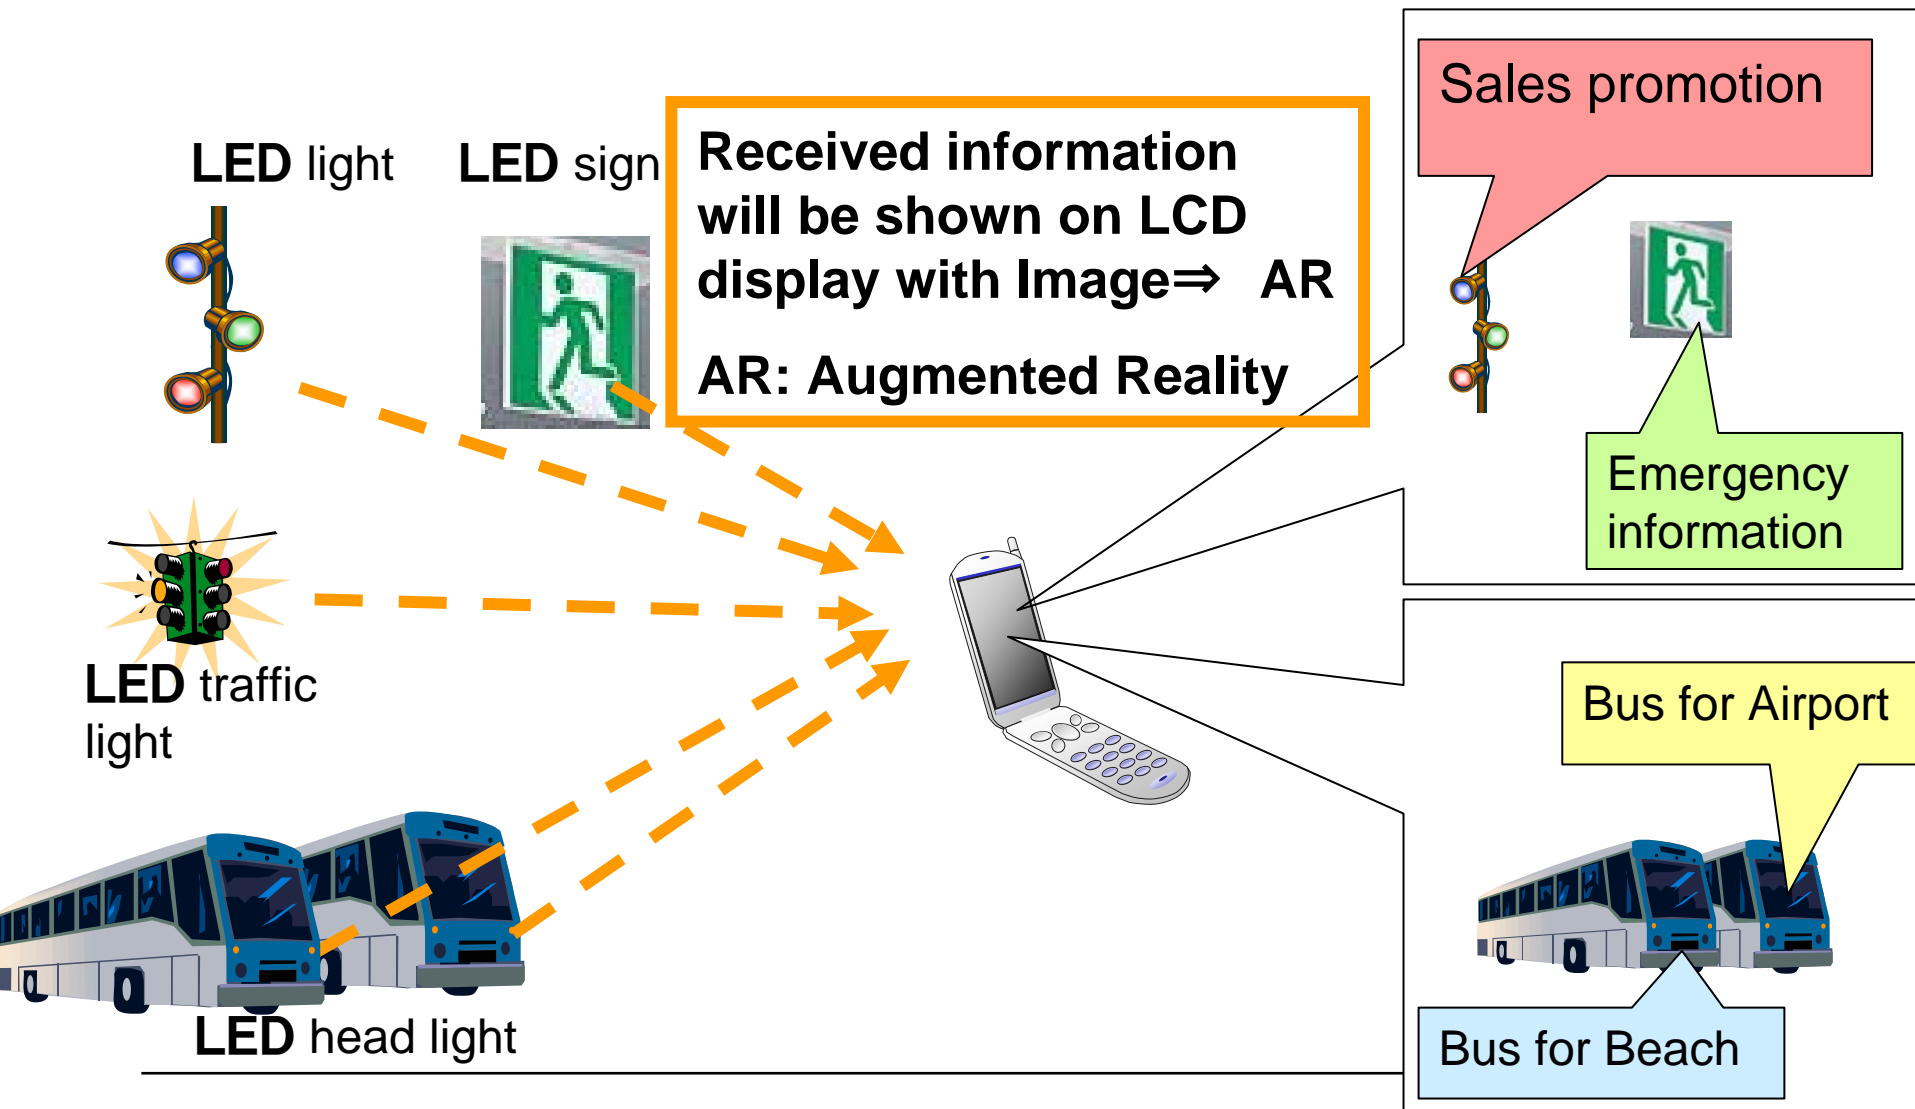 LED light
LED sign
Received information
will be shown on LCD
display with Image⇒ AR
AR: Augmented Reality
Sales promotion
Emergency
information
LED traffic
light
Bus for Airport
LED head light
Bus for Beach